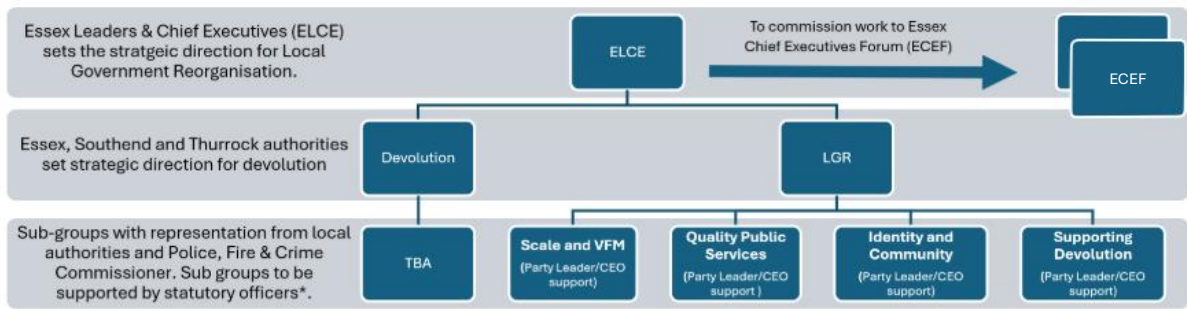 Essex Leaders & Chief Executives (ELCE)
sets the stratgeic direction for Local
Government Reorganisation.
ELCE
To commission work to Essex
Chief Executives Forum (ECEF)
ECEF
Essex, Southend and Thurrock authorities
set strategic direction for devolution
Devolution
LGR
Sub-groups with representation from local
authorities and Police, Fire & Crime
Commissioner. Sub groups to be
supported by statutory officers*.
TBA
Scale and VFM
(Party Leader/CEO
support)
Quality Public
Services
(Party Leader/CEO
support )
Identity and
Community
(Party Leader/CEO
support)
Supporting
Devolution
(Party Leader/CEO
support)